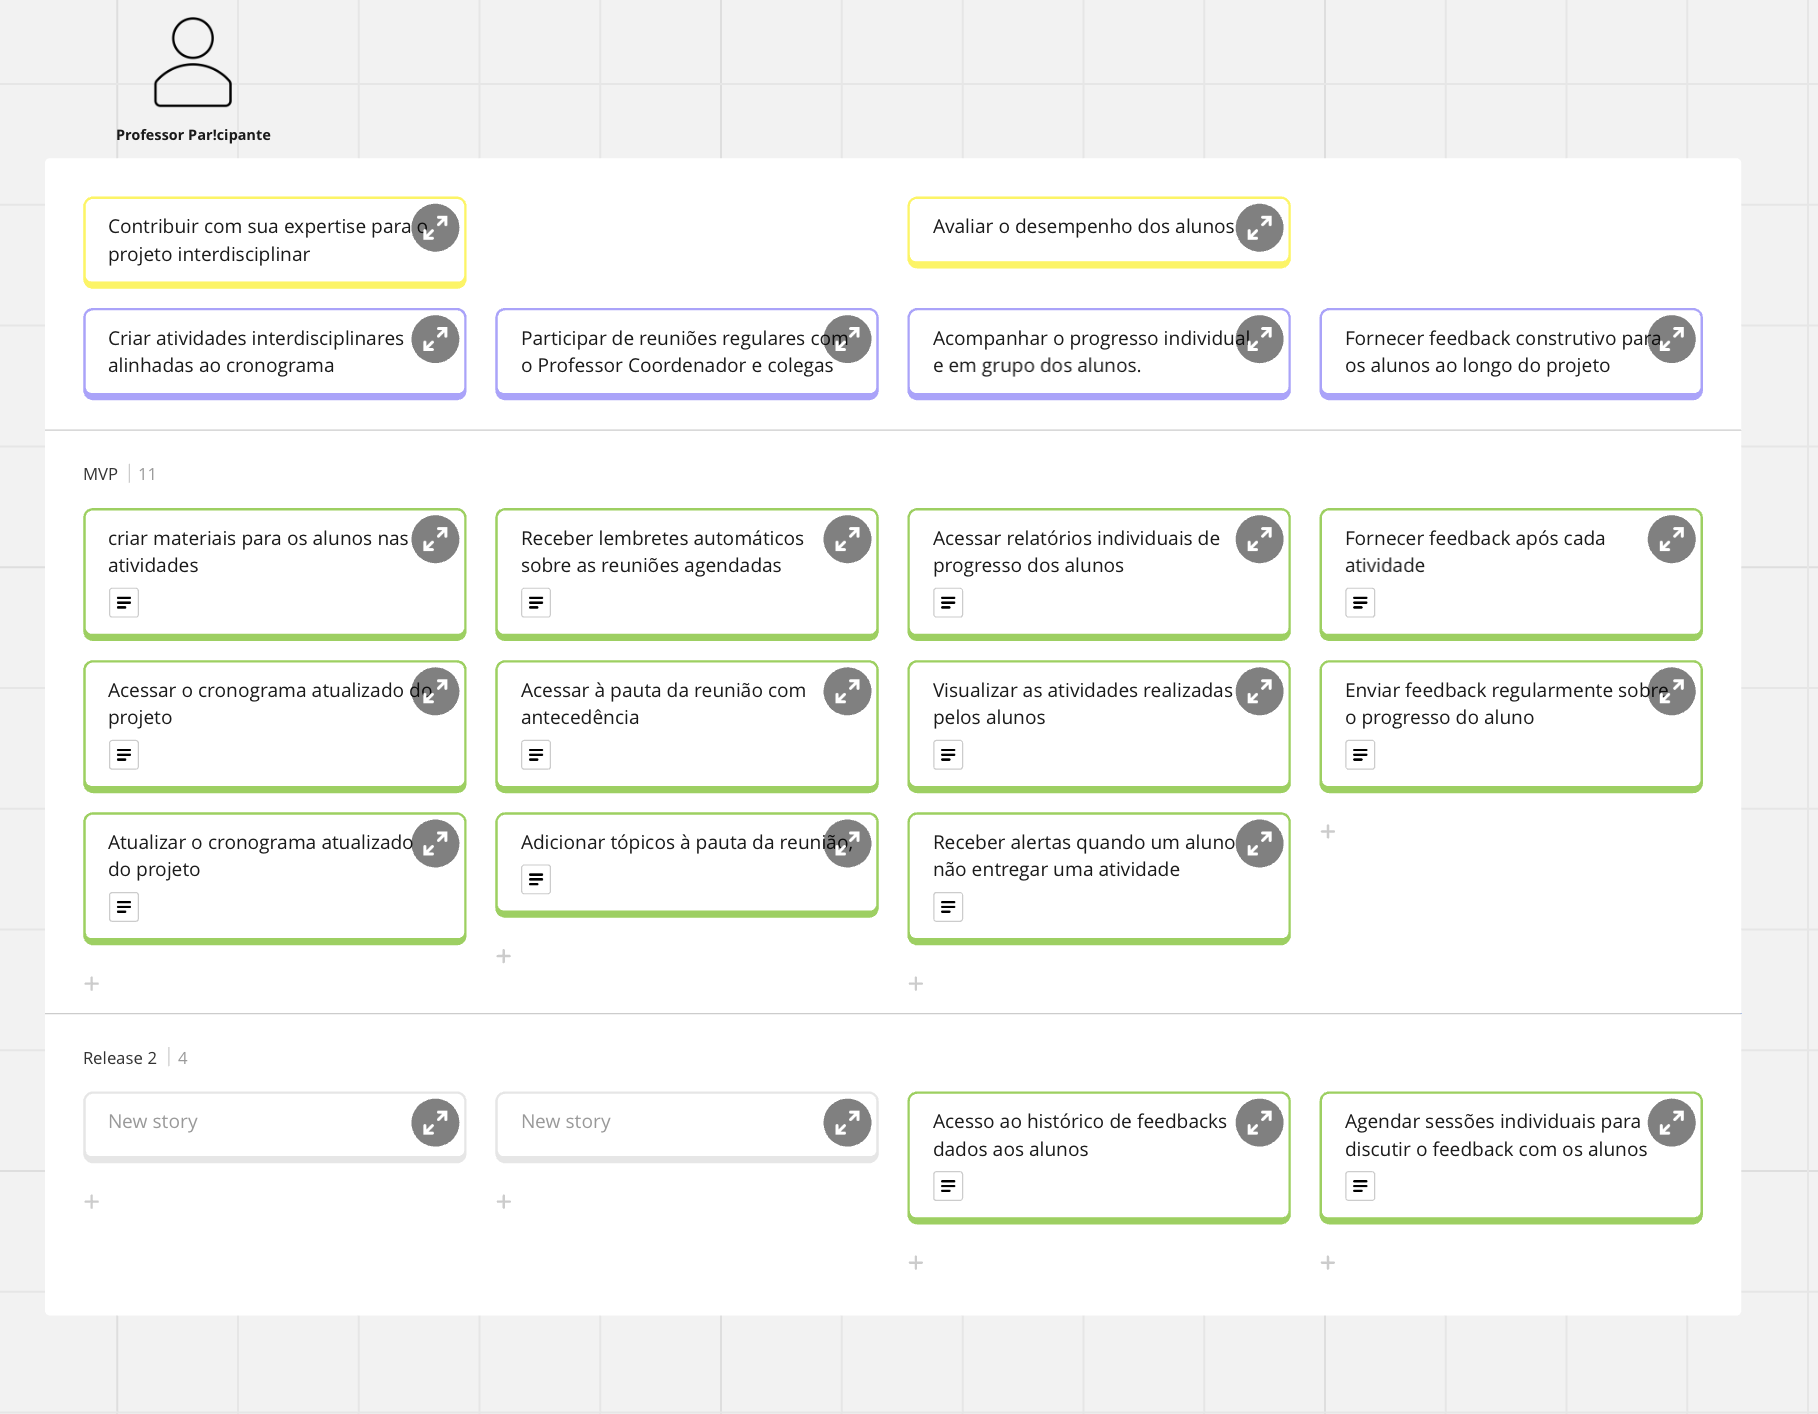 Professor Par!cipante
Contribuir com sua expertise para o
projeto interdisciplinar
Avaliar o desempenho dos alunos
Criar atividades interdisciplinares
alinhadas ao cronograma
Participar de reuniões regulares com
o Professor Coordenador e colegas
Acompanhar o progresso individual
e em grupo dos alunos.
Fornecer feedback construtivo para
os alunos ao longo do projeto
MVP 11
criar materiais para os alunos nas
atividades
Receber lembretes automáticos
sobre as reuniões agendadas
Acessar relatórios individuais de
progresso dos alunos
Fornecer feedback após cada
atividade
Acessar o cronograma atualizado do
projeto
Acessar à pauta da reunião com
antecedência
Visualizar as atividades realizadas
pelos alunos
Enviar feedback regularmente sobre
o progresso do aluno
Atualizar o cronograma atualizado
do projeto
Adicionar tópicos à pauta da reunião,
Receber alertas quando um aluno
não entregar uma atividade
Release 2 4
New story
New story
Acesso ao histórico de feedbacks
dados aos alunos
Agendar sessões individuais para
discutir o feedback com os alunos